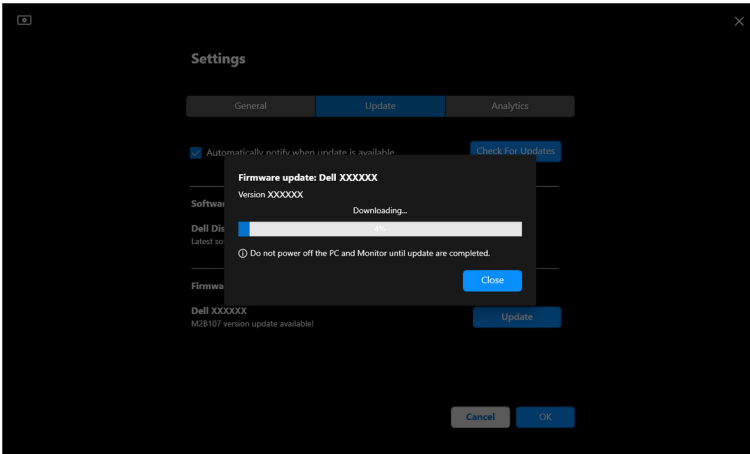 Settings
General
Update
Analytics
Automatically notify when update is available
Check For Updates
Firmware update: Dell XXXXXX
Version XXXXXX
Downloading...
4%
Do not power off the PC and Monitor until update are completed.
Close
Dell XXXXXX
M2B107 version update available!
Update
Cancel
OK